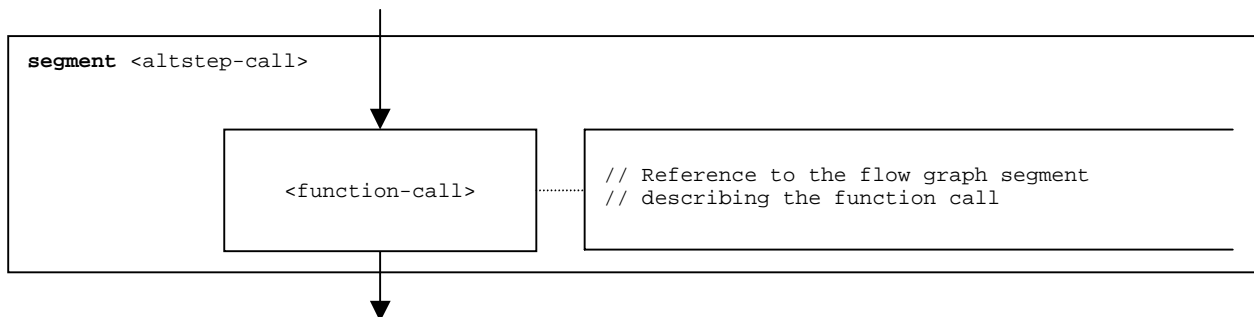 segment <altstep-call>
<function-call>
// Reference to the flow graph segment
// describing the function call